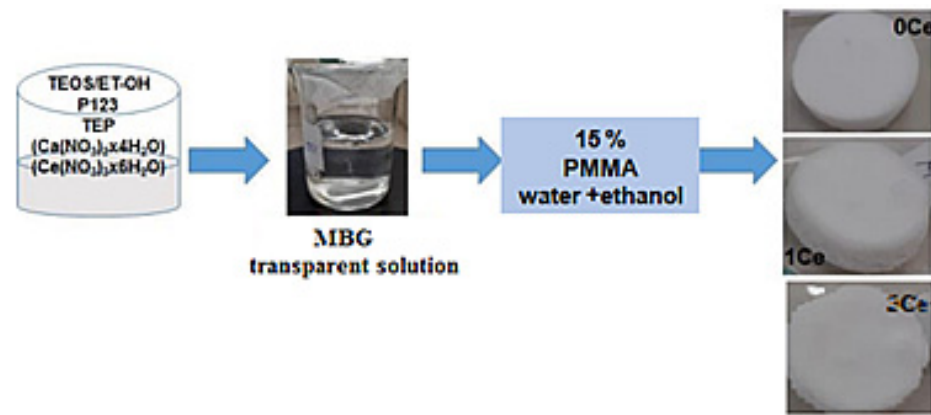 TEOS/ET-OH
P123
TEP
(Ca(NO₃)₂x4H₂O)
(Ce(NO₃)₃x6H₂O)
MBG
transparent solution
15 %
PMMA
water +ethanol
0Ce
1Ce
3Ce